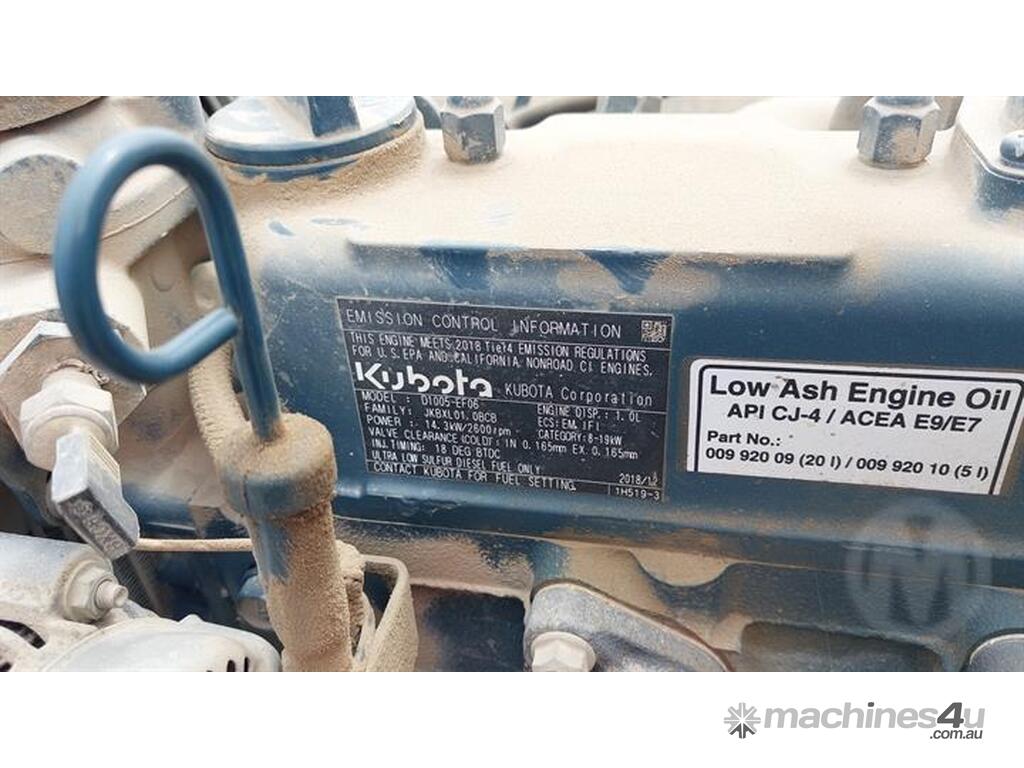 EMISSION CONTROL INFORMATION
THIS ENGINE MEETS 2018 Tier4 EMISSION REGULATIONS
FOR U.S. EPA AND CALIFORNIA NONROAD CI ENGINES.
Kubota KUBOTA Corporation
MODEL : D1005-EF06 ENGINE DISP.: 1.0L
FAMILY: JKBXL01.0BCB ECS: EM, IFI
POWER : 14.3kW/2600rpm CATEGORY: 8-19kW
VALVE CLEARANCE (COLD): IN 0.165mm EX 0.165mm
INJ. TIMING: 18 DEG BTDC
ULTRA LOW SULFUR DIESEL FUEL ONLY 2018/12
CONTACT KUBOTA FOR FUEL SETTING. 1H519-3
Low Ash Engine Oil
API CJ-4 / ACEA E9/E7
Part No.:
009 920 09 (20 l) / 009 920 10 (5 l)
M
machines4u
.com.au